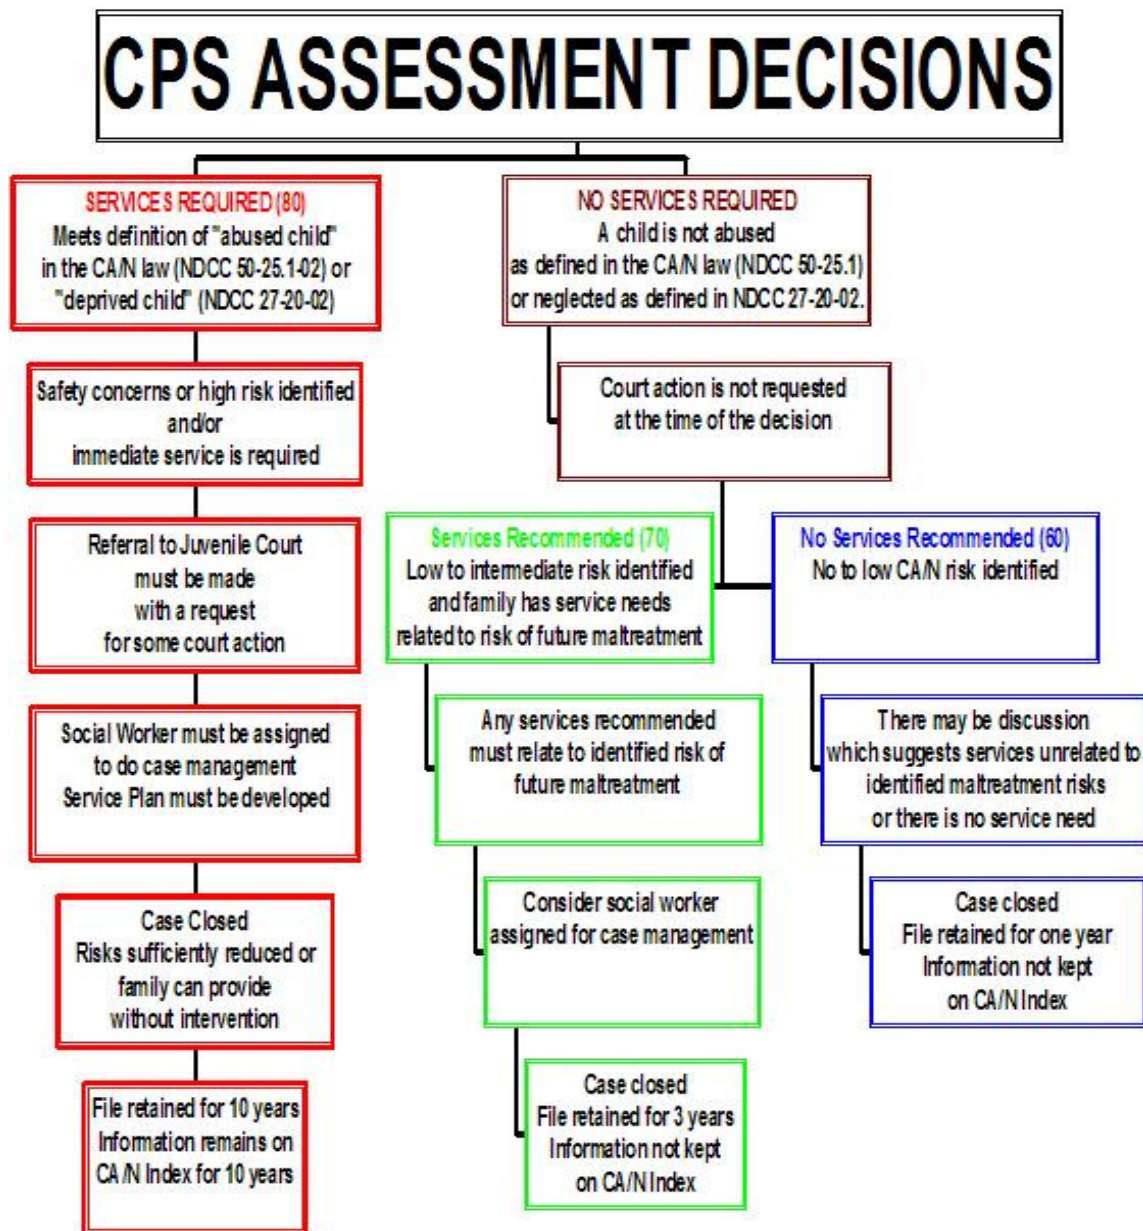 CPS ASSESSMENT DECISIONS
SERVICES REQUIRED (80)
Meets definition of "abused child"
in the CA/N law (NDCC 50-25.1-02) or
"deprived child" (NDCC 27-20-02)
Safety concerns or high risk identified
and/or
immediate service is required
Referral to Juvenile Court
must be made
with a request
for some court action
Social Worker must be assigned
to do case management
Service Plan must be developed
Case Closed
Risks sufficiently reduced or
family can provide
without intervention
File retained for 10 years
Information remains on
CA/N Index for 10 years
NO SERVICES REQUIRED
A child is not abused
as defined in the CA/N law (NDCC 50-25.1)
or neglected as defined in NDCC 27-20-02.
Court action is not requested
at the time of the decision
Services Recommended (70)
Low to intermediate risk identified
and family has service needs
related to risk of future maltreatment
Any services recommended
must relate to identified risk of
future maltreatment
Consider social worker
assigned for case management
Case closed
File retained for 3 years
Information not kept
on CA/N Index
No Services Recommended (60)
No to low CA/N risk identified
There may be discussion
which suggests services unrelated to
identified maltreatment risks
or there is no service need
Case closed
File retained for one year
Information not kept
on CA/N Index